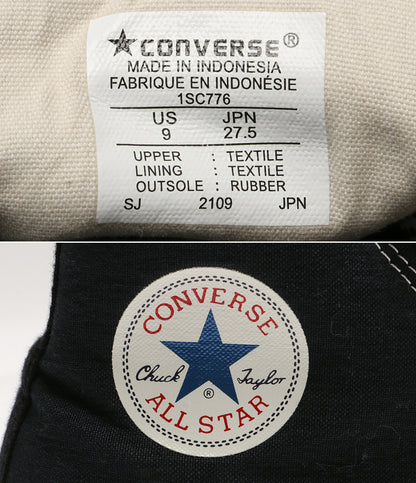 ★CONVERSE®
MADE IN INDONESIA
FABRIQUE EN INDONÉSIE
1SC776
US JPN
9 27.5
UPPER : TEXTILE
LINING : TEXTILE
OUTSOLE : RUBBER
SJ 2109 JPN
CONVERSE
Chuck Taylor
®
ALL STAR